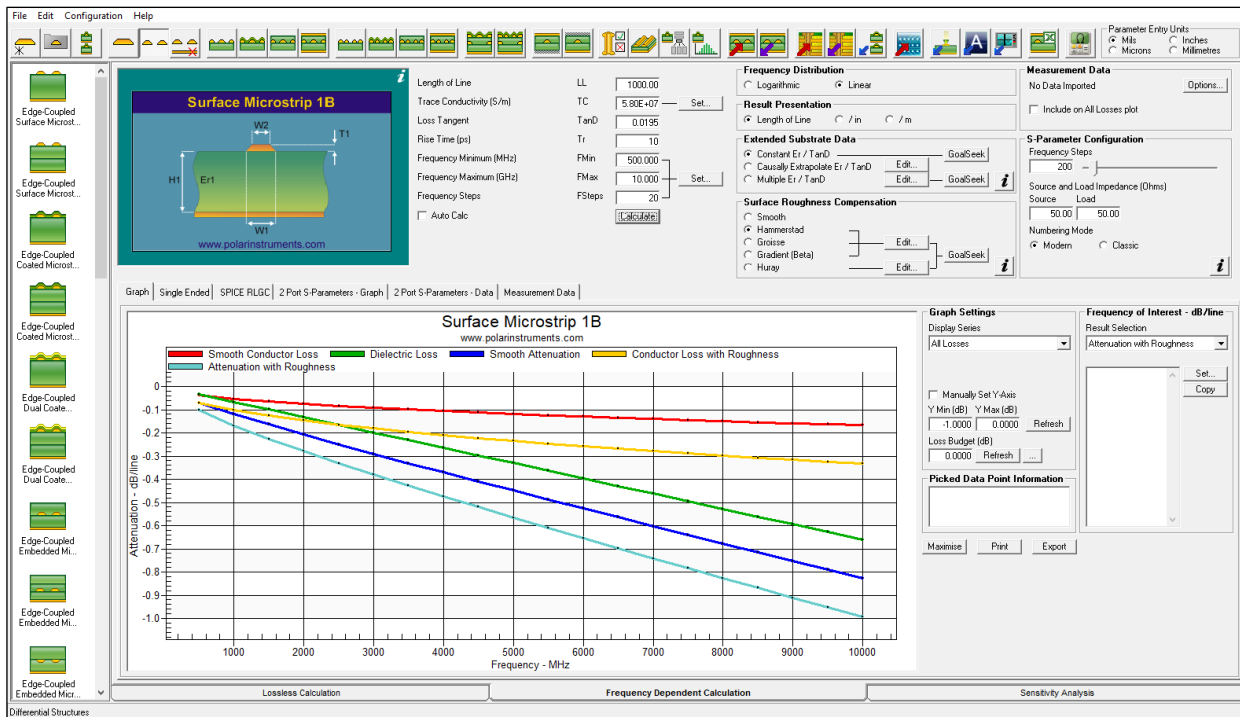 File Edit Configuration Help
Parameter Entry Units
Mils Inches
Microns Millimetres
Edge-Coupled
Surface Microst...
Edge-Coupled
Surface Microst...
Edge-Coupled
Coated Microst...
Edge-Coupled
Coated Microst...
Edge-Coupled
Dual Coate...
Edge-Coupled
Dual Coate...
Edge-Coupled
Embedded Mi...
Edge-Coupled
Embedded Mi...
Edge-Coupled
Embedded Micr...
Surface Microstrip 1B
W2
T1
H1 Er1
W1
www.polarinstruments.com
i
Length of Line LL 1000.00
Trace Conductivity (S/m) TC 5.80E+07 Set...
Loss Tangent TanD 0.0195
Rise Time (ps) Tr 10
Frequency Minimum (MHz) FMin 500.000
Frequency Maximum (GHz) FMax 10.000 Set...
Frequency Steps FSteps 20
Auto Calc Calculate
Frequency Distribution
Logarithmic Linear
Result Presentation
Length of Line / in / m
Extended Substrate Data
Constant Er / TanD GoalSeek
Causally Extrapolate Er / TanD Edit...
Multiple Er / TanD Edit... GoalSeek i
Surface Roughness Compensation
Smooth
Hammerstad
Groisse Edit...
Gradient (Beta) GoalSeek
Huray Edit... i
Measurement Data
No Data Imported Options...
Include on All Losses plot
S-Parameter Configuration
Frequency Steps
200
Source and Load Impedance (Ohms)
Source Load
50.00 50.00
Numbering Mode
Modern Classic
i
Graph Single Ended SPICE RLGC 2 Port S-Parameters - Graph 2 Port S-Parameters - Data Measurement Data
Surface Microstrip 1B
www.polarinstruments.com
Smooth Conductor Loss Dielectric Loss Smooth Attenuation Conductor Loss with Roughness
Attenuation with Roughness
Attenuation - dB/line
0
-0.1
-0.2
-0.3
-0.4
-0.5
-0.6
-0.7
-0.8
-0.9
-1.0
1000 2000 3000 4000 5000 6000 7000 8000 9000 10000
Frequency - MHz
Graph Settings
Display Series
All Losses
Manually Set Y-Axis
Y Min (dB) Y Max (dB)
-1.0000 0.0000 Refresh
Loss Budget (dB)
0.0000 Refresh ...
Picked Data Point Information
Maximise Print Export
Frequency of Interest - dB/line
Result Selection
Attenuation with Roughness
Set...
Copy
Lossless Calculation Frequency Dependent Calculation Sensitivity Analysis
Differential Structures